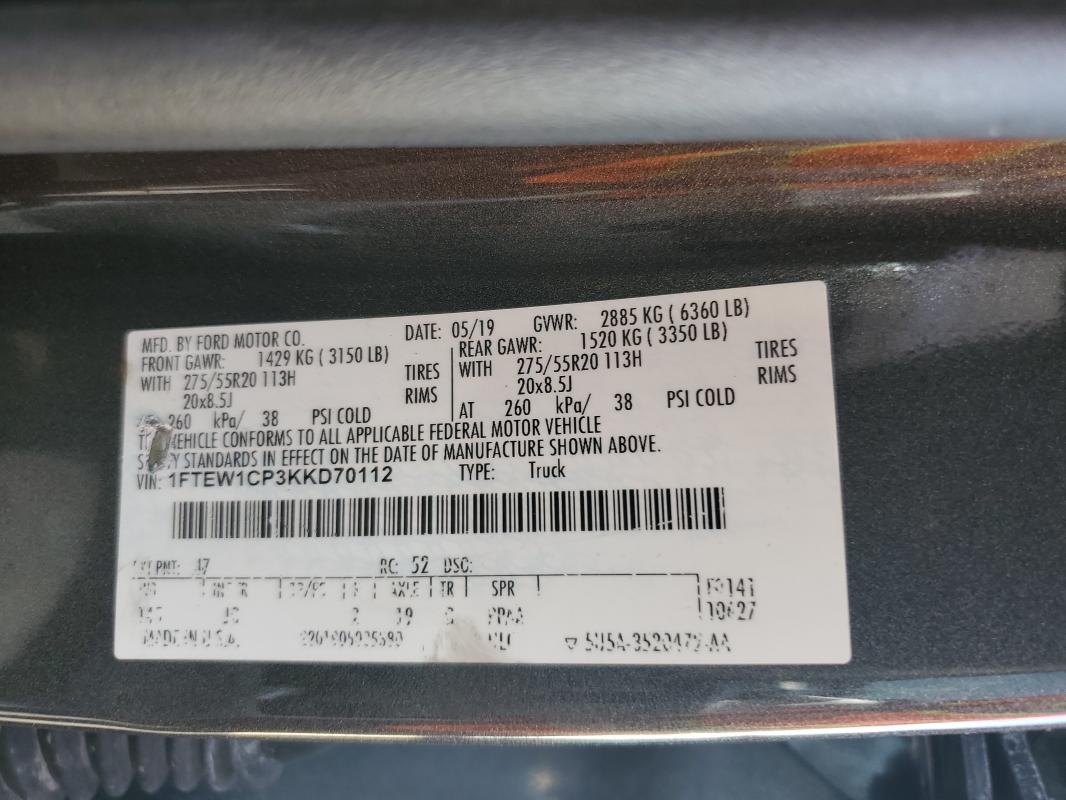 MFD. BY FORD MOTOR CO. DATE: 05/19 GVWR: 2885 KG ( 6360 LB)
FRONT GAWR: 1429 KG ( 3150 LB) REAR GAWR: 1520 KG ( 3350 LB)
WITH 275/55R20 113H TIRES WITH 275/55R20 113H TIRES
20x8.5J RIMS 20x8.5J RIMS
260 kPa/ 38 PSI COLD AT 260 kPa/ 38 PSI COLD
VEHICLE CONFORMS TO ALL APPLICABLE FEDERAL MOTOR VEHICLE
STANDARDS IN EFFECT ON THE DATE OF MANUFACTURE SHOWN ABOVE.
VIN: 1FTEW1CP3KKD70112 TYPE: Truck
PNT: RC: 52 DSO:
AXLE TR SPR
19
MADE IN U.S.A.